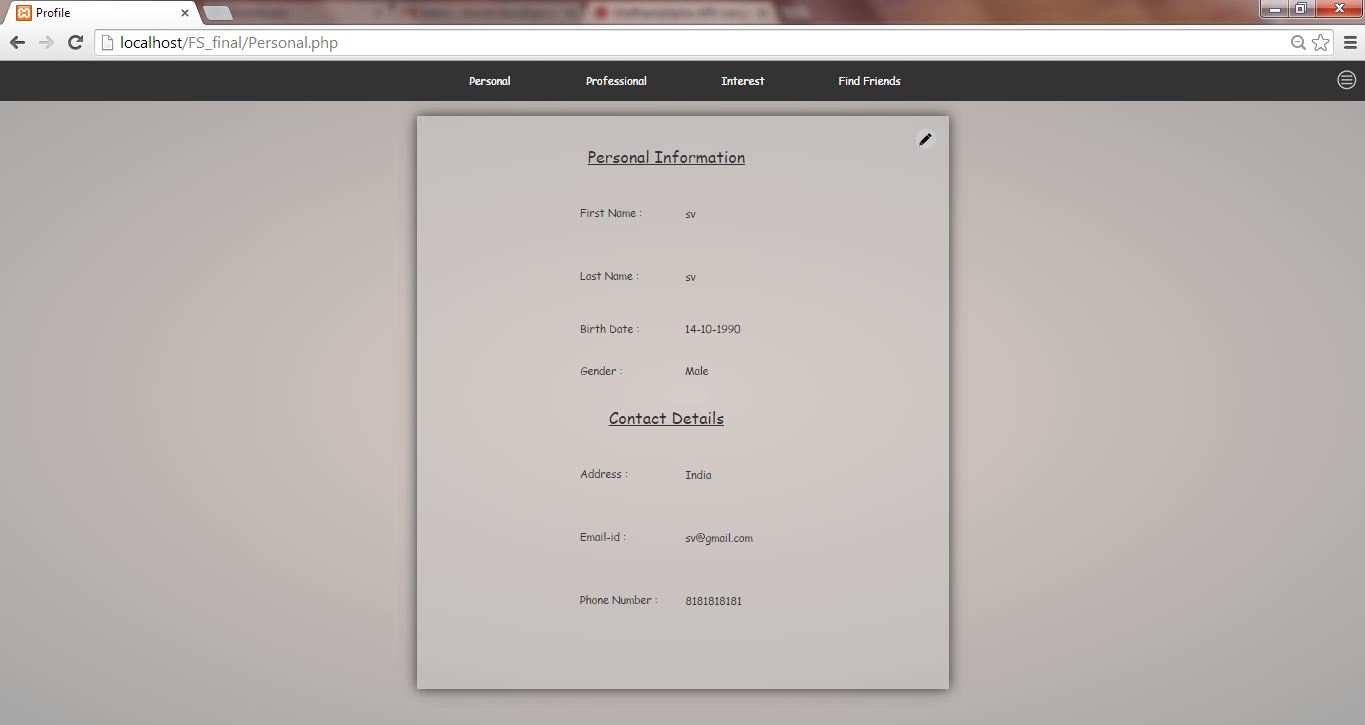 Profile
localhost/FS_final/Personal.php
Personal Professional Interest Find Friends
Personal Information
First Name : sv
Last Name : sv
Birth Date : 14-10-1990
Gender : Male
Contact Details
Address : India
Email-id : sv@gmail.com
Phone Number : 8181818181